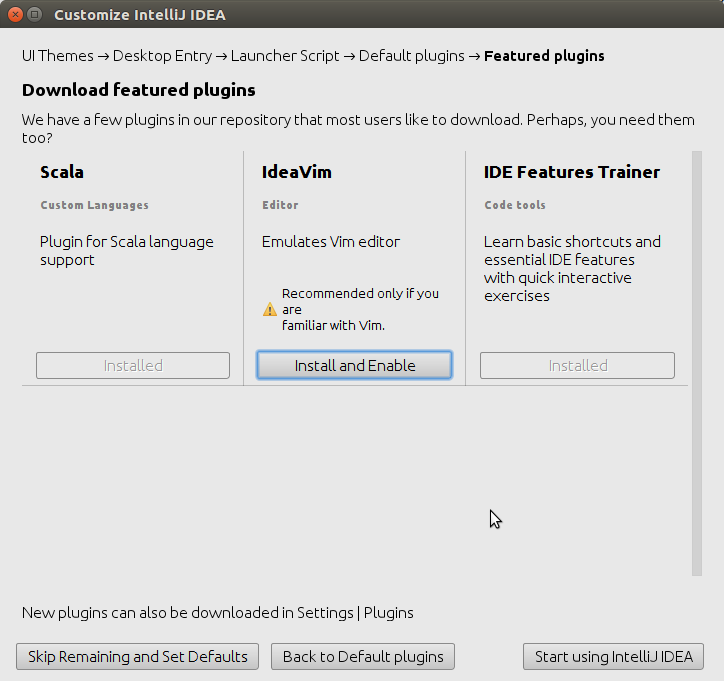 Customize IntelliJ IDEA
UI Themes → Desktop Entry → Launcher Script → Default plugins → Featured plugins
Download featured plugins
We have a few plugins in our repository that most users like to download. Perhaps, you need them
too?
Scala
Custom Languages
Plugin for Scala language
support
Installed
IdeaVim
Editor
Emulates Vim editor
Recommended only if you
are
familiar with Vim.
Install and Enable
IDE Features Trainer
Code tools
Learn basic shortcuts and
essential IDE features
with quick interactive
exercises
Installed
New plugins can also be downloaded in Settings | Plugins
Skip Remaining and Set Defaults
Back to Default plugins
Start using IntelliJ IDEA